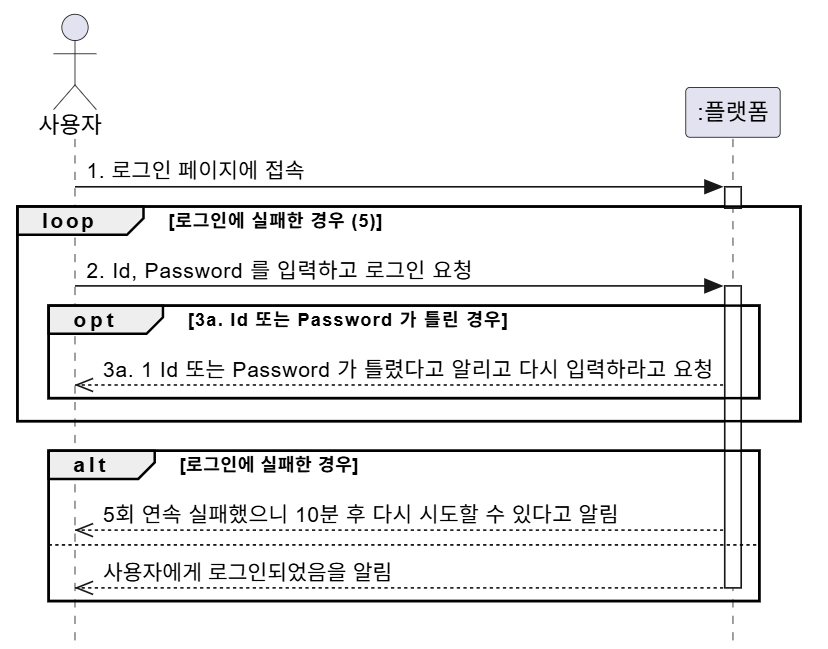 사용자
:플랫폼
1. 로그인 페이지에 접속
loop
[로그인에 실패한 경우 (5)]
2. Id, Password 를 입력하고 로그인 요청
opt
[3a. Id 또는 Password 가 틀린 경우]
3a. 1 Id 또는 Password 가 틀렸다고 알리고 다시 입력하라고 요청
alt
[로그인에 실패한 경우]
5회 연속 실패했으니 10분 후 다시 시도할 수 있다고 알림
사용자에게 로그인되었음을 알림